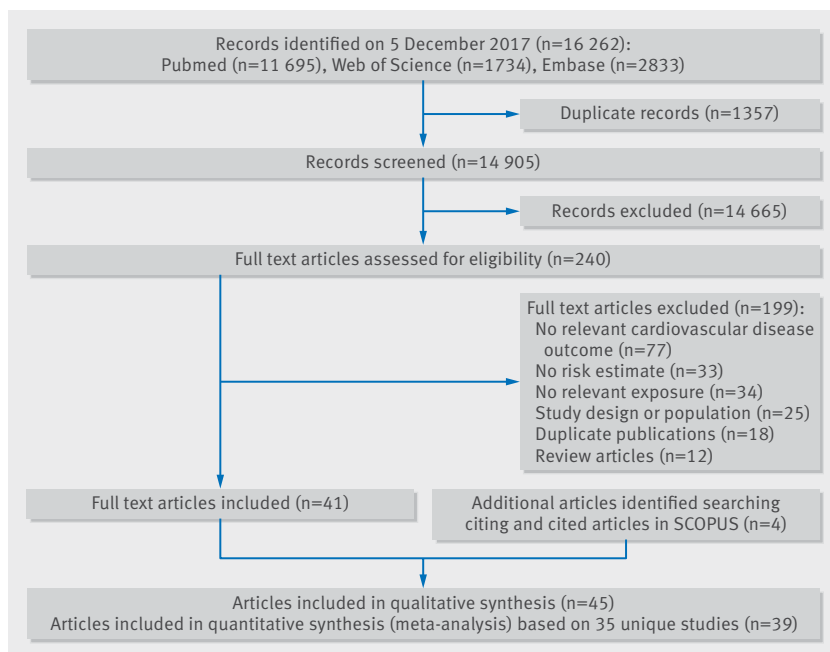 Records identified on 5 December 2017 (n=16 262):
Pubmed (n=11 695), Web of Science (n=1734), Embase (n=2833)
Duplicate records (n=1357)
Records screened (n=14 905)
Records excluded (n=14 665)
Full text articles assessed for eligibility (n=240)
Full text articles excluded (n=199):
No relevant cardiovascular disease
outcome (n=77)
No risk estimate (n=33)
No relevant exposure (n=34)
Study design or population (n=25)
Duplicate publications (n=18)
Review articles (n=12)
Full text articles included (n=41)
Additional articles identified searching
citing and cited articles in SCOPUS (n=4)
Articles included in qualitative synthesis (n=45)
Articles included in quantitative synthesis (meta-analysis) based on 35 unique studies (n=39)